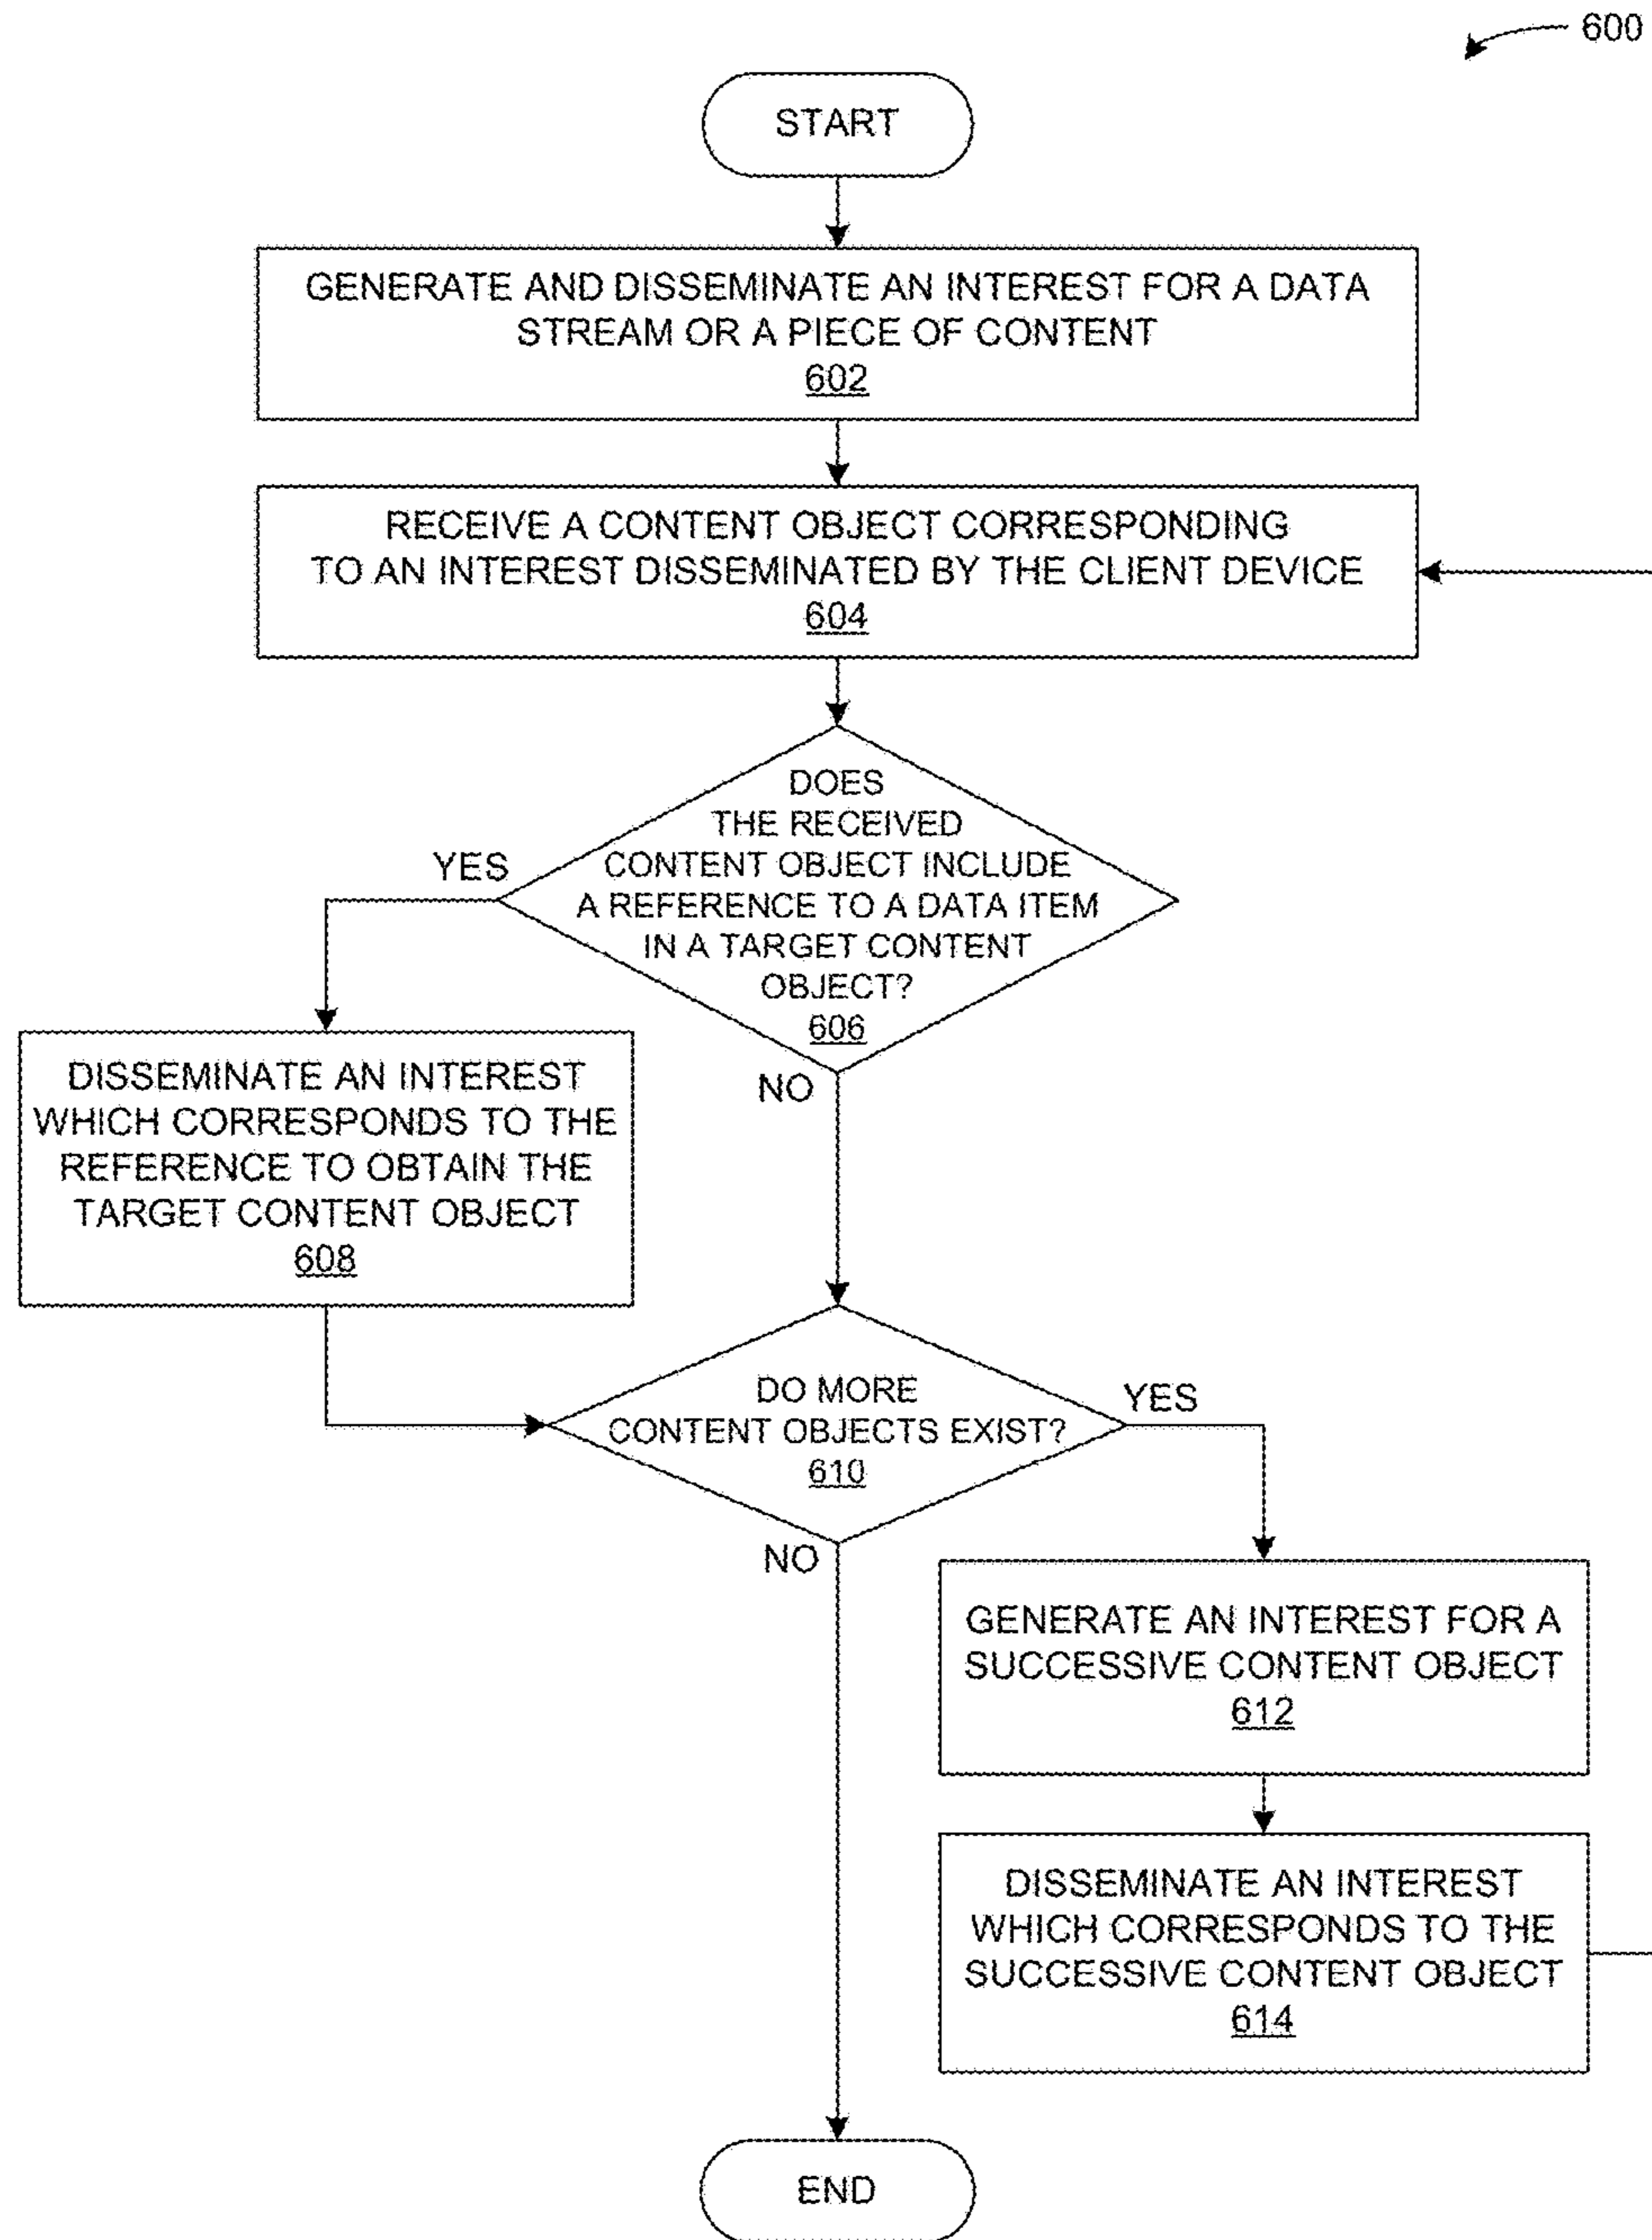 600
START
GENERATE AND DISSEMINATE AN INTEREST FOR A DATA
STREAM OR A PIECE OF CONTENT
602
RECEIVE A CONTENT OBJECT CORRESPONDING
TO AN INTEREST DISSEMINATED BY THE CLIENT DEVICE
604
DOES
THE RECEIVED
CONTENT OBJECT INCLUDE
A REFERENCE TO A DATA ITEM
IN A TARGET CONTENT
OBJECT?
606
YES
NO
DISSEMINATE AN INTEREST
WHICH CORRESPONDS TO THE
REFERENCE TO OBTAIN THE
TARGET CONTENT OBJECT
608
DO MORE
CONTENT OBJECTS EXIST?
610
YES
NO
GENERATE AN INTEREST FOR A
SUCCESSIVE CONTENT OBJECT
612
DISSEMINATE AN INTEREST
WHICH CORRESPONDS TO THE
SUCCESSIVE CONTENT OBJECT
614
END